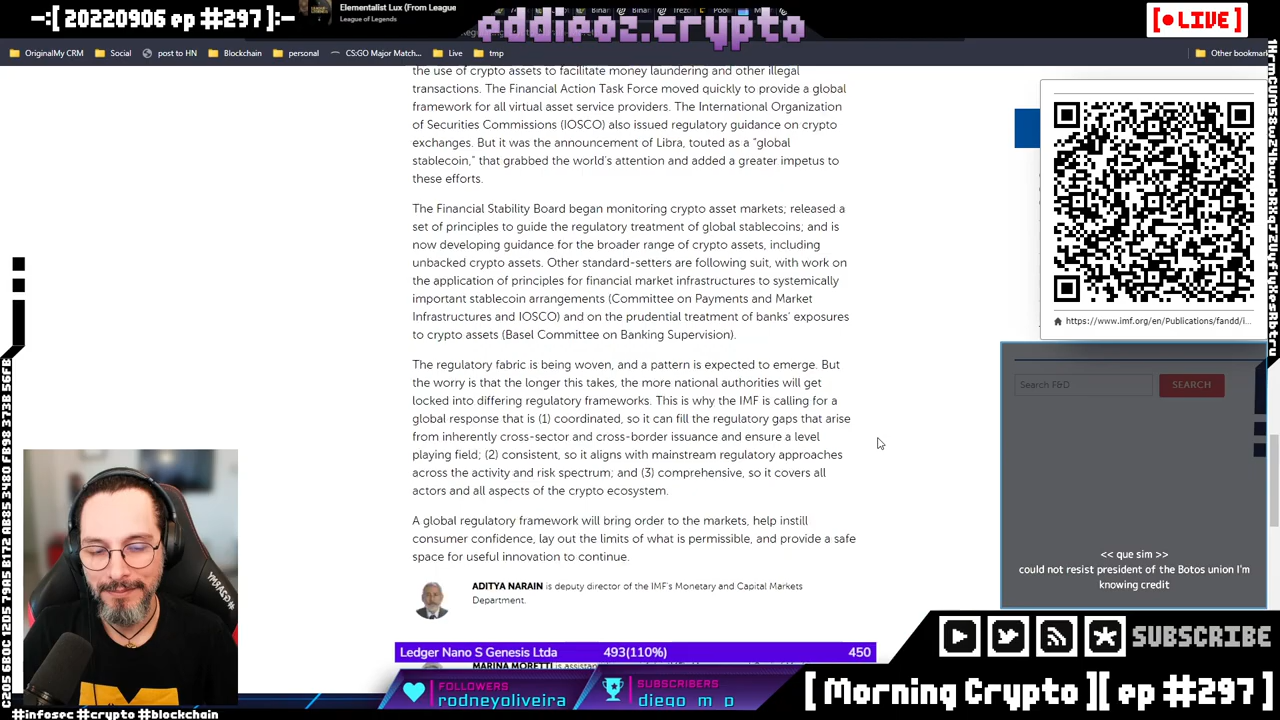 -:[ 20220906 ep #297]:-
Elementalist Lux (From League
League of Legends
eddieoz.crypto
[●LIVE]
OriginalMy CRM
Social
post to HN
Blockchain
personal
CS:GO Major Match...
Live
tmp
Other bookmar
the use of crypto assets to facilitate money laundering and other illegal
transactions. The Financial Action Task Force moved quickly to provide a global
framework for all virtual asset service providers. The International Organization
of Securities Commissions (IOSCO) also issued regulatory guidance on crypto
exchanges. But it was the announcement of Libra, touted as a “global
stablecoin,” that grabbed the world’s attention and added a greater impetus to
these efforts.
The Financial Stability Board began monitoring crypto asset markets; released a
set of principles to guide the regulatory treatment of global stablecoins; and is
now developing guidance for the broader range of crypto assets, including
unbacked crypto assets. Other standard-setters are following suit, with work on
the application of principles for financial market infrastructures to systemically
important stablecoin arrangements (Committee on Payments and Market
Infrastructures and IOSCO) and on the prudential treatment of banks’ exposures
to crypto assets (Basel Committee on Banking Supervision).
The regulatory fabric is being woven, and a pattern is expected to emerge. But
the worry is that the longer this takes, the more national authorities will get
locked into differing regulatory frameworks. This is why the IMF is calling for a
global response that is (1) coordinated, so it can fill the regulatory gaps that arise
from inherently cross-sector and cross-border issuance and ensure a level
playing field; (2) consistent, so it aligns with mainstream regulatory approaches
across the activity and risk spectrum; and (3) comprehensive, so it covers all
actors and all aspects of the crypto ecosystem.
A global regulatory framework will bring order to the markets, help instill
consumer confidence, lay out the limits of what is permissible, and provide a safe
space for useful innovation to continue.
ADITYA NARAIN is deputy director of the IMF’s Monetary and Capital Markets
Department.
https://www.imf.org/en/Publications/fandd/i...
Search F&D
SEARCH
<< que sim >>
could not resist president of the Botos union I'm
knowing credit
Ledger Nano S Genesis Ltda 493(110%) 450
FOLLOWERS
rodneyoliveira
SUBSCRIBERS
diego_m_p
SUBSCRIBE
[ Morning Crypto ][ ep #297 ]
#infosec #crypto #blockchain